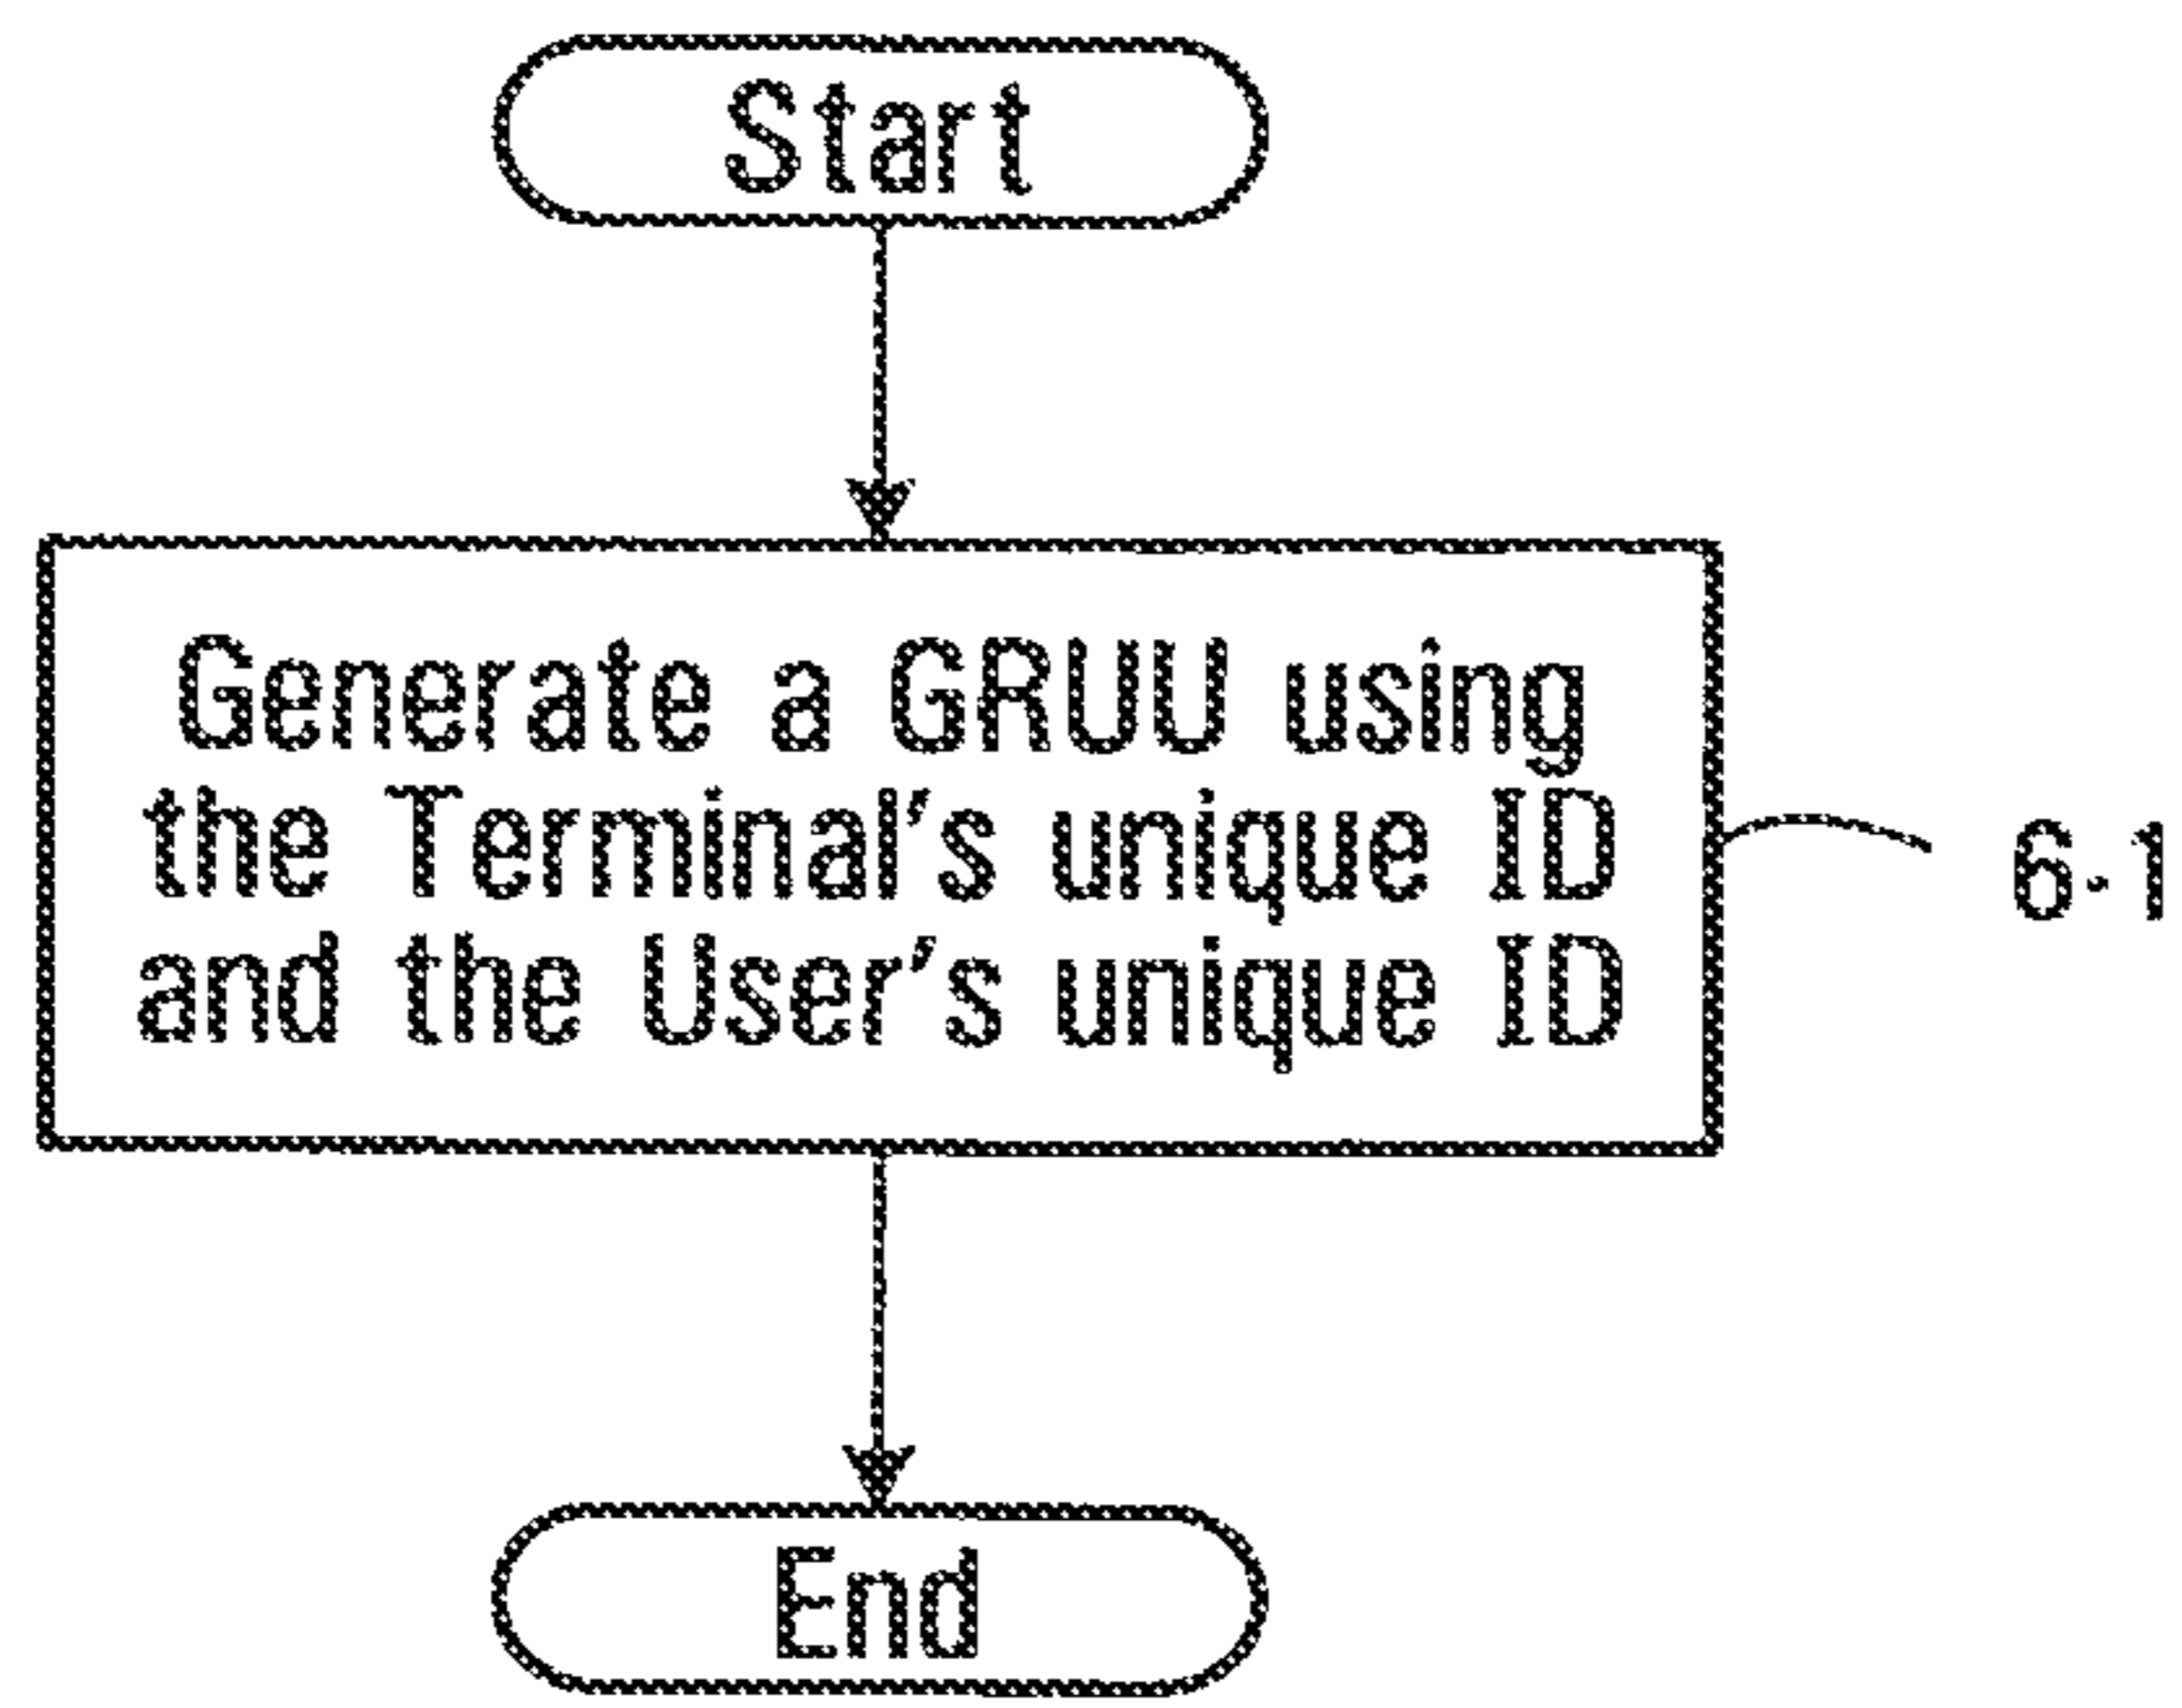 Start
Generate a GRUU using
the Terminal's unique ID
and the User's unique ID
6.1
End